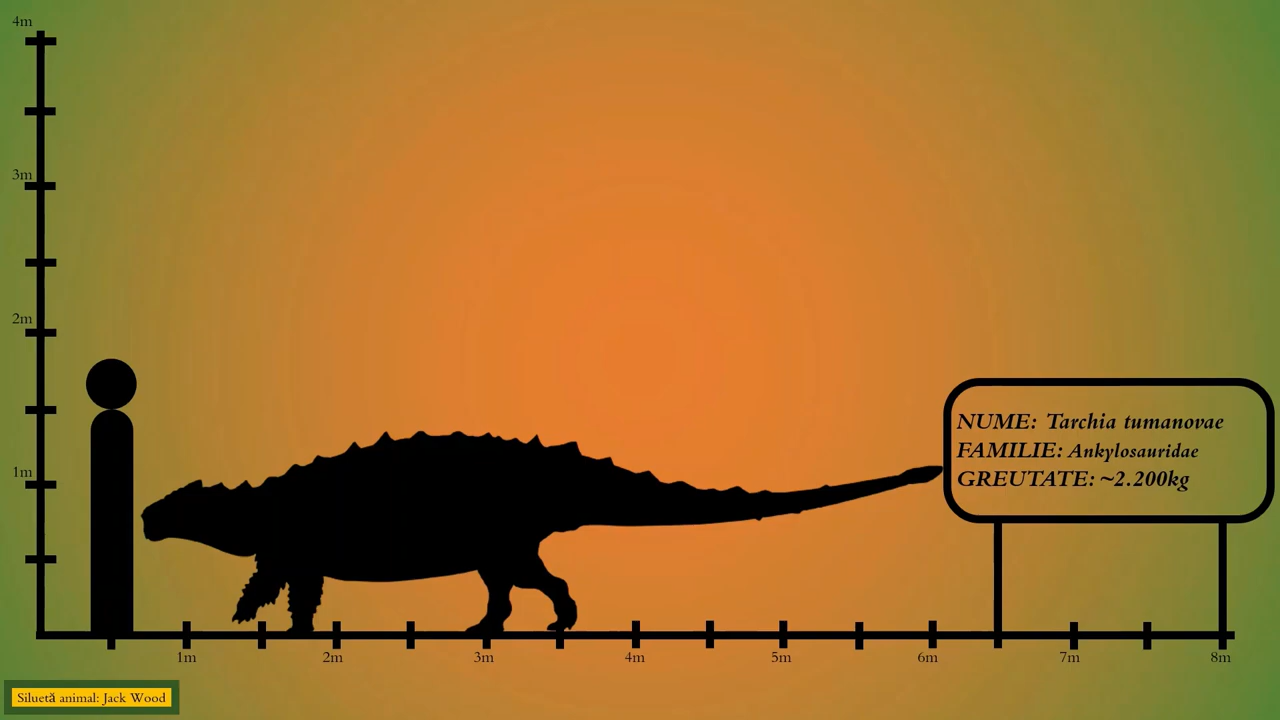 4m
3m
2m
1m
NUME: Tarchia tumanovae
FAMILIE: Ankylosauridae
GREUTATE: ~2.200kg
1m 2m 3m 4m 5m 6m 7m 8m
Siluetă animal: Jack Wood